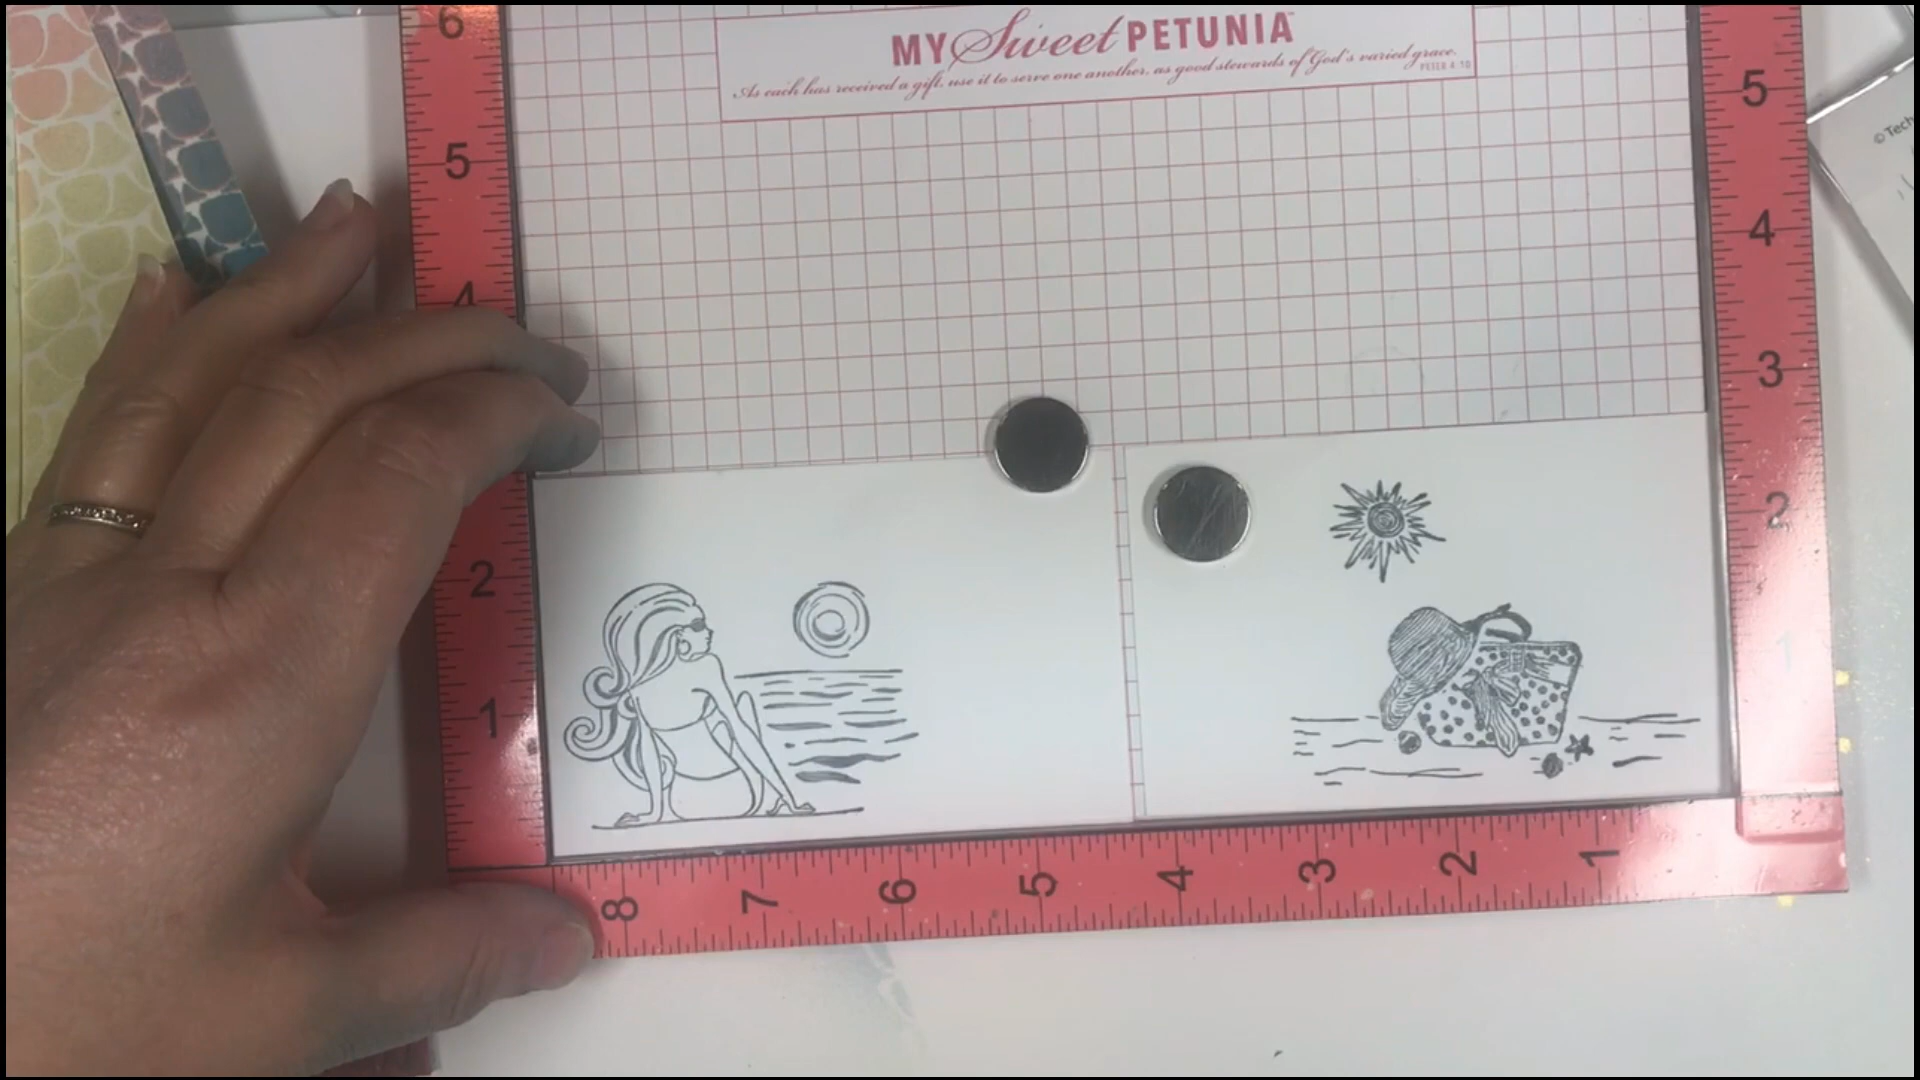 MY Sweet PETUNIA
As each has received a gift, use it to serve one another, as good stewards of God's varied grace.
PETER 4:10
© Tech
6
5
4
2
1
5
4
3
2
1
8 7 6 5 4 3 2 1